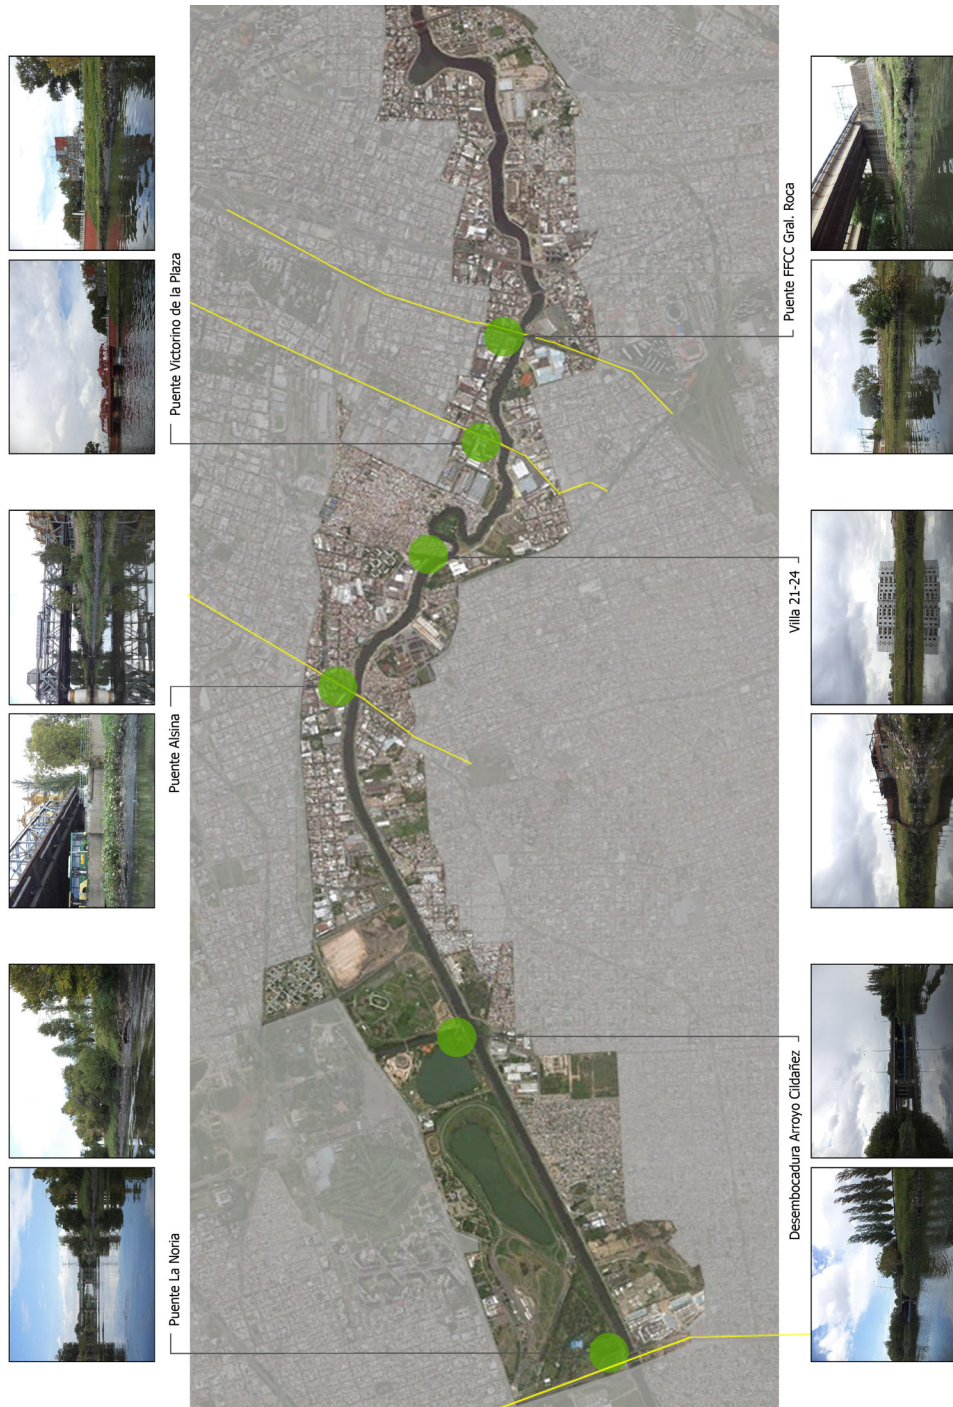 Puente La Noria
Puente Alsina
Puente Victorino de la Plaza
Desembocadura Arroyo Cildañez
Villa 21-24
Puente FFCC Gral. Roca